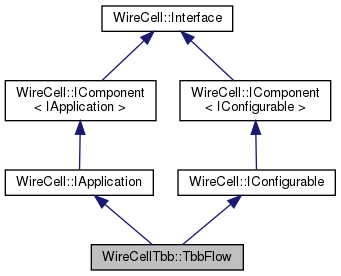 WireCell::Interface
WireCell::IComponent
< IApplication >
WireCell::IComponent
< IConfigurable >
WireCell::IApplication
WireCell::IConfigurable
WireCellTbb::TbbFlow